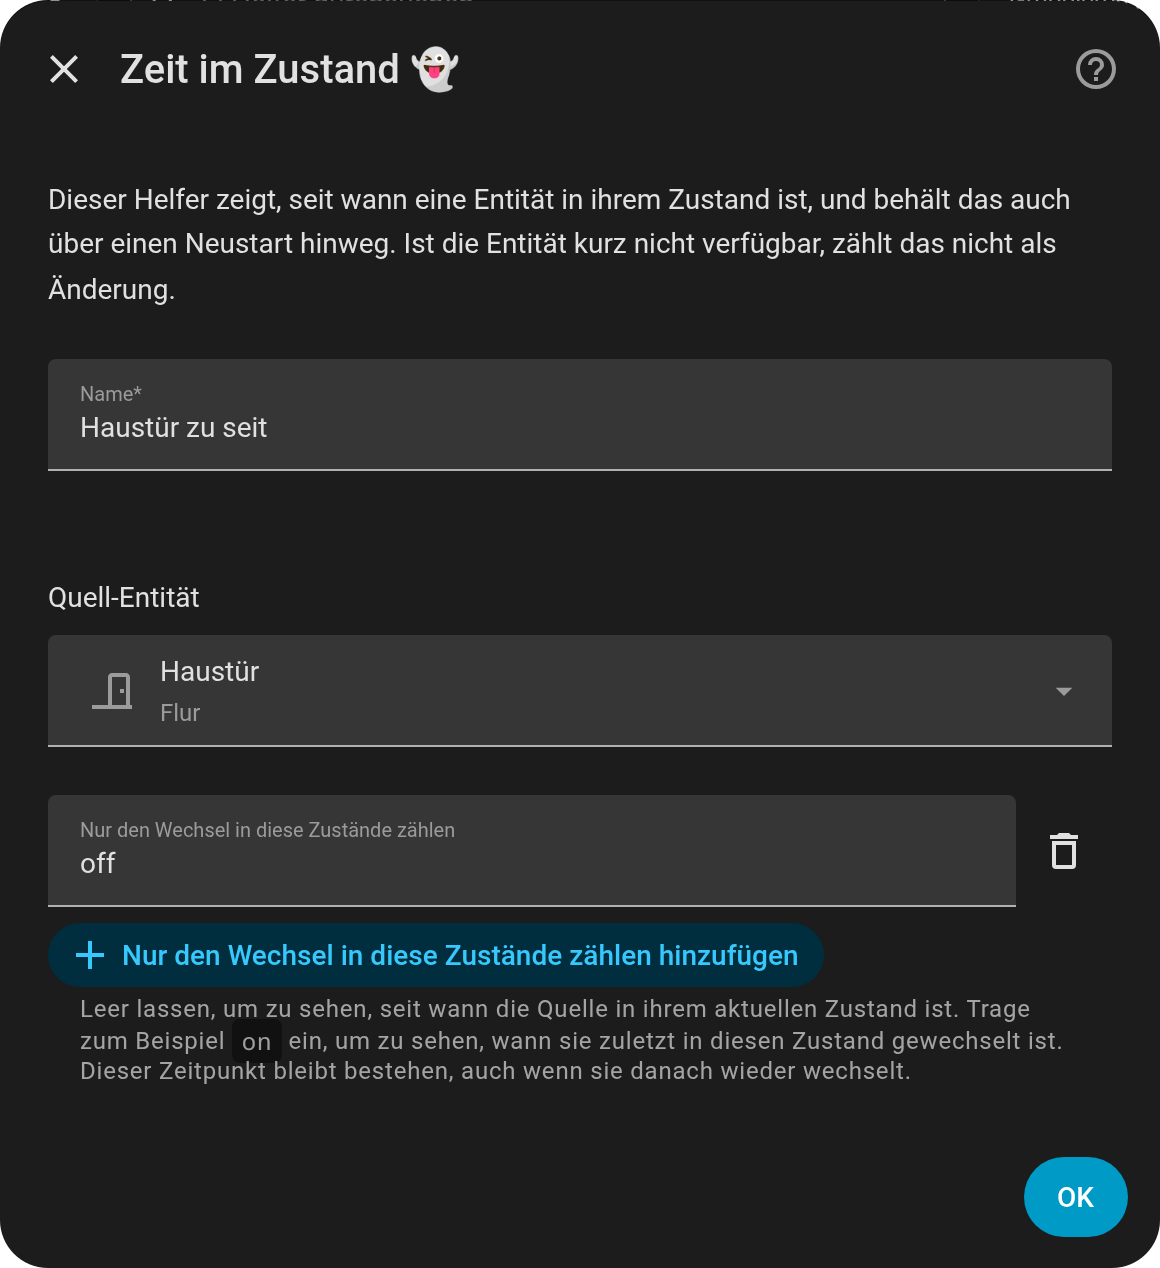 Zeit im Zustand 👻
Dieser Helfer zeigt, seit wann eine Entität in ihrem Zustand ist, und behält das auch
über einen Neustart hinweg. Ist die Entität kurz nicht verfügbar, zählt das nicht als
Änderung.
Name*
Haustür zu seit
Quell-Entität
Haustür
Flur
Nur den Wechsel in diese Zustände zählen
off
Nur den Wechsel in diese Zustände zählen hinzufügen
Leer lassen, um zu sehen, seit wann die Quelle in ihrem aktuellen Zustand ist. Trage
zum Beispiel on ein, um zu sehen, wann sie zuletzt in diesen Zustand gewechselt ist.
Dieser Zeitpunkt bleibt bestehen, auch wenn sie danach wieder wechselt.
OK